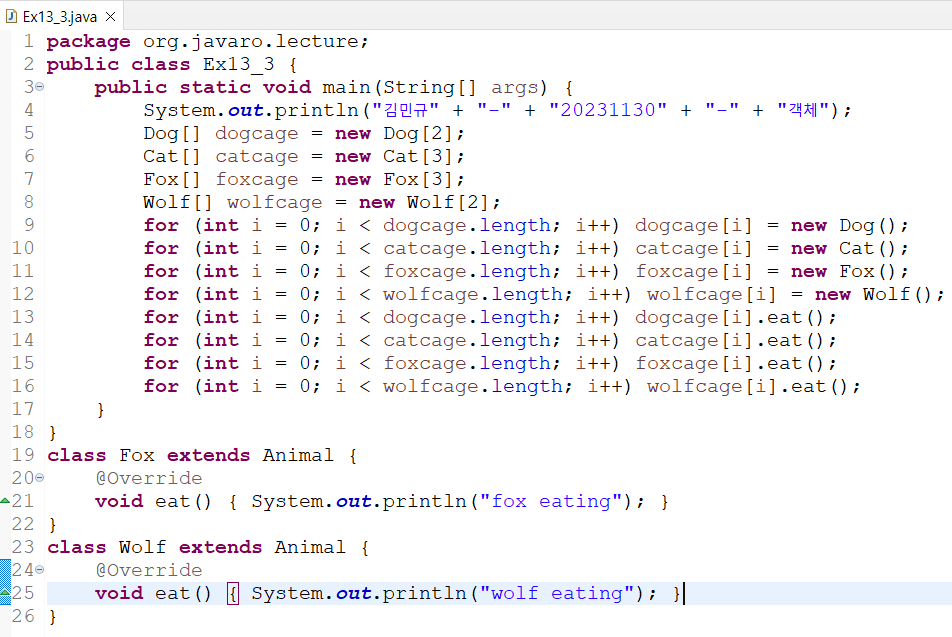 Ex13_3.java
1 package org.javaro.lecture;
2 public class Ex13_3 {
3 public static void main(String[] args) {
4 System.out.println("김민규" + "-" + "20231130" + "-" + "객체");
5 Dog[] dogcage = new Dog[2];
6 Cat[] catcage = new Cat[3];
7 Fox[] foxcage = new Fox[3];
8 Wolf[] wolfcage = new Wolf[2];
9 for (int i = 0; i < dogcage.length; i++) dogcage[i] = new Dog();
10 for (int i = 0; i < catcage.length; i++) catcage[i] = new Cat();
11 for (int i = 0; i < foxcage.length; i++) foxcage[i] = new Fox();
12 for (int i = 0; i < wolfcage.length; i++) wolfcage[i] = new Wolf();
13 for (int i = 0; i < dogcage.length; i++) dogcage[i].eat();
14 for (int i = 0; i < catcage.length; i++) catcage[i].eat();
15 for (int i = 0; i < foxcage.length; i++) foxcage[i].eat();
16 for (int i = 0; i < wolfcage.length; i++) wolfcage[i].eat();
17 }
18 }
19 class Fox extends Animal {
20 @Override
21 void eat() { System.out.println("fox eating"); }
22 }
23 class Wolf extends Animal {
24 @Override
25 void eat() { System.out.println("wolf eating"); }
26 }